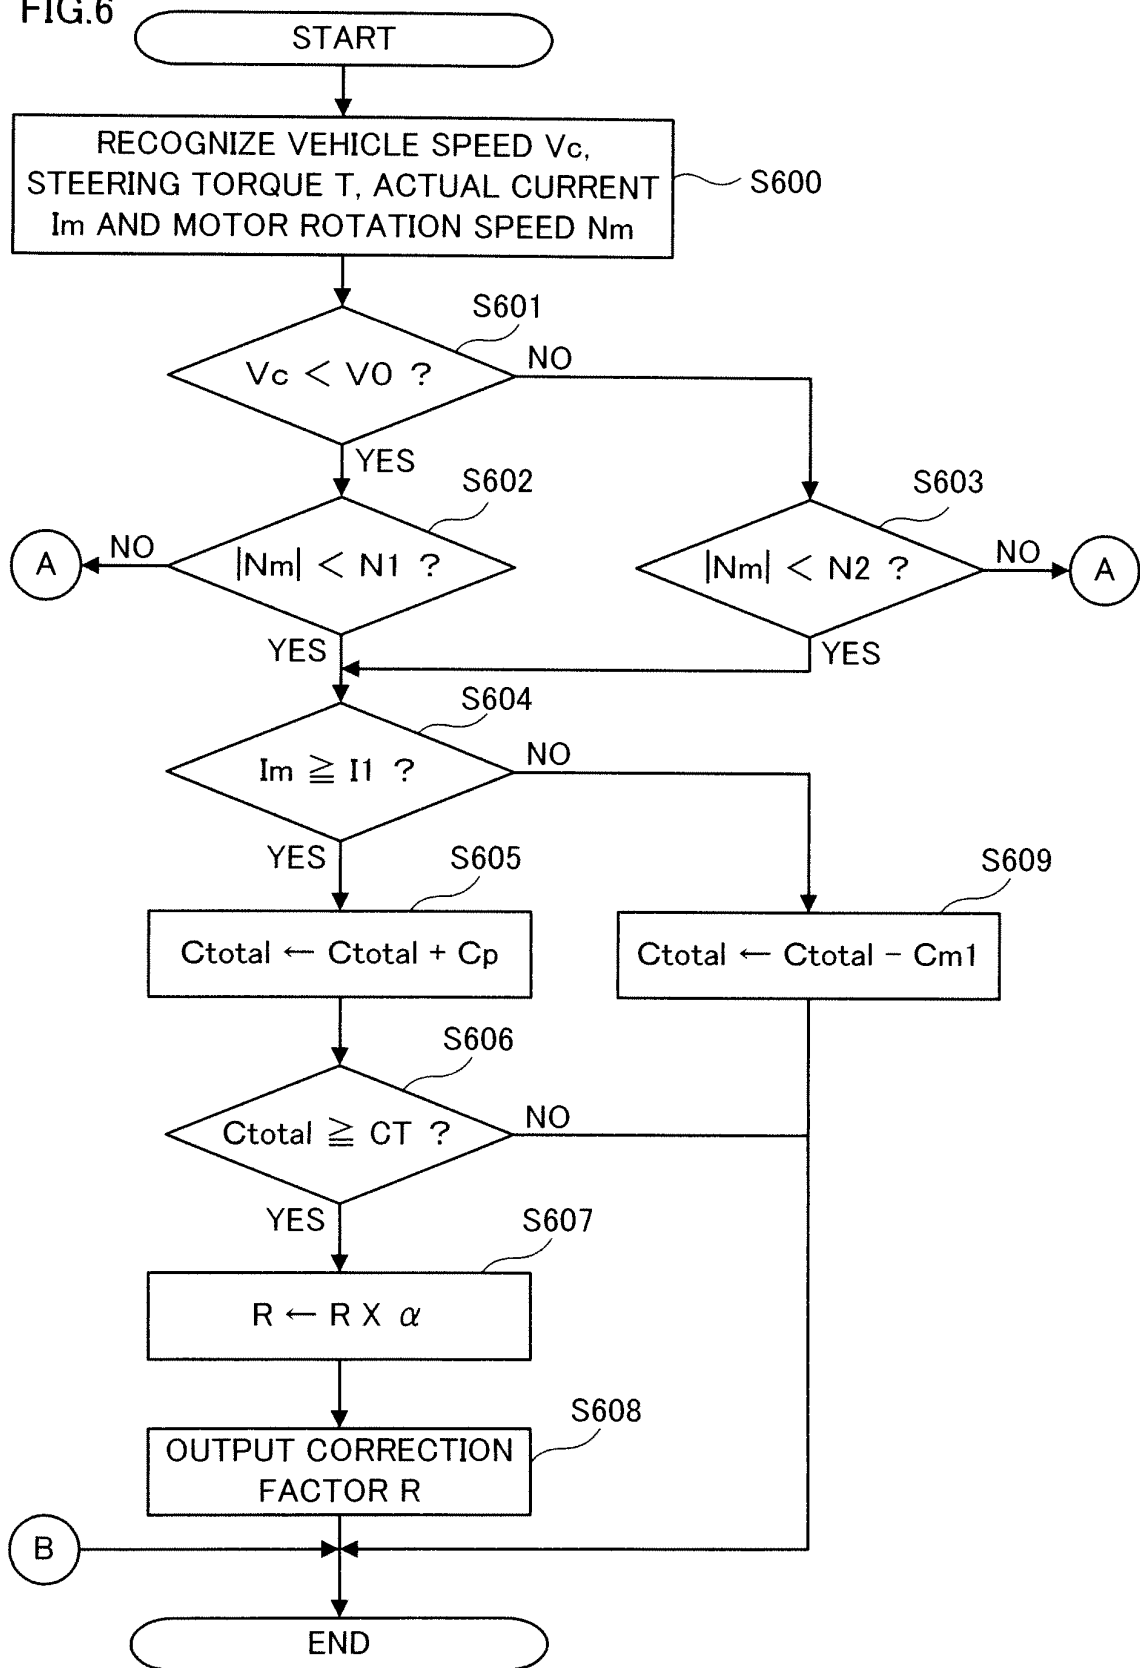 FIG.6
START
RECOGNIZE VEHICLE SPEED Vc,
STEERING TORQUE T, ACTUAL CURRENT
Im AND MOTOR ROTATION SPEED Nm
S600
S601
Vc < V0 ?
NO
YES
S602
S603
A
NO
|Nm| < N1 ?
|Nm| < N2 ?
NO
A
YES
YES
S604
Im ≧ I1 ?
NO
YES
S605
S609
Ctotal ← Ctotal + Cp
Ctotal ← Ctotal − Cm1
S606
Ctotal ≧ CT ?
NO
YES
S607
R ← R X α
S608
OUTPUT CORRECTION
FACTOR R
B
END